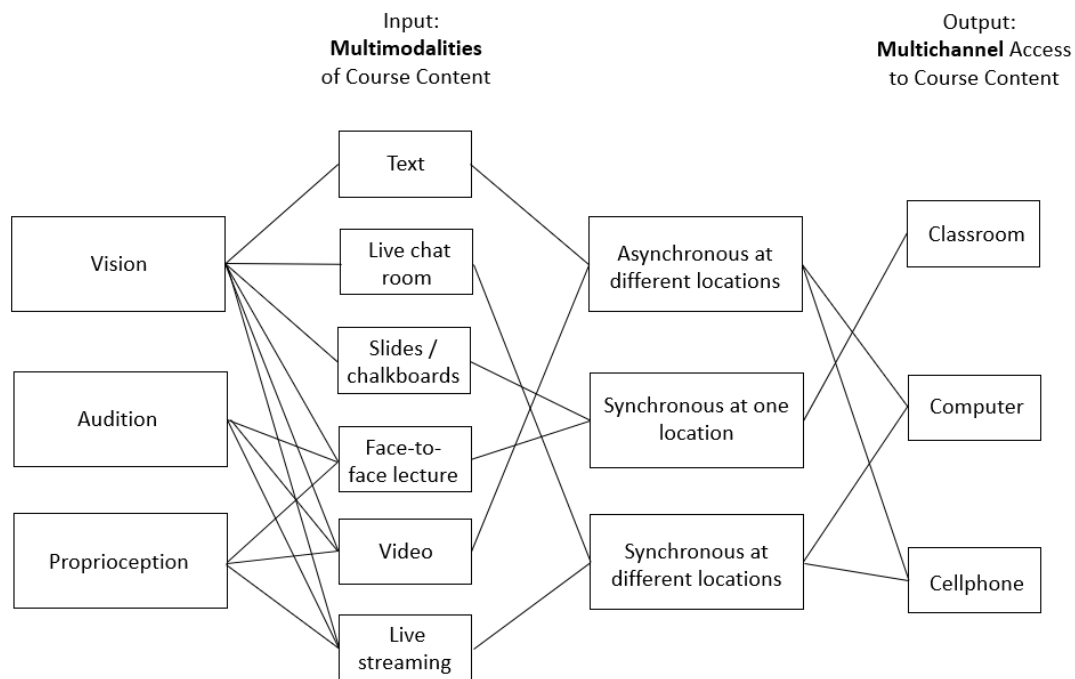 Input:
Multimodalities
of Course Content
Output:
Multichannel Access
to Course Content
Vision
Audition
Proprioception
Text
Live chat
room
Slides /
chalkboards
Face-to-
face lecture
Video
Live
streaming
Asynchronous at
different locations
Synchronous at one
location
Synchronous at
different locations
Classroom
Computer
Cellphone